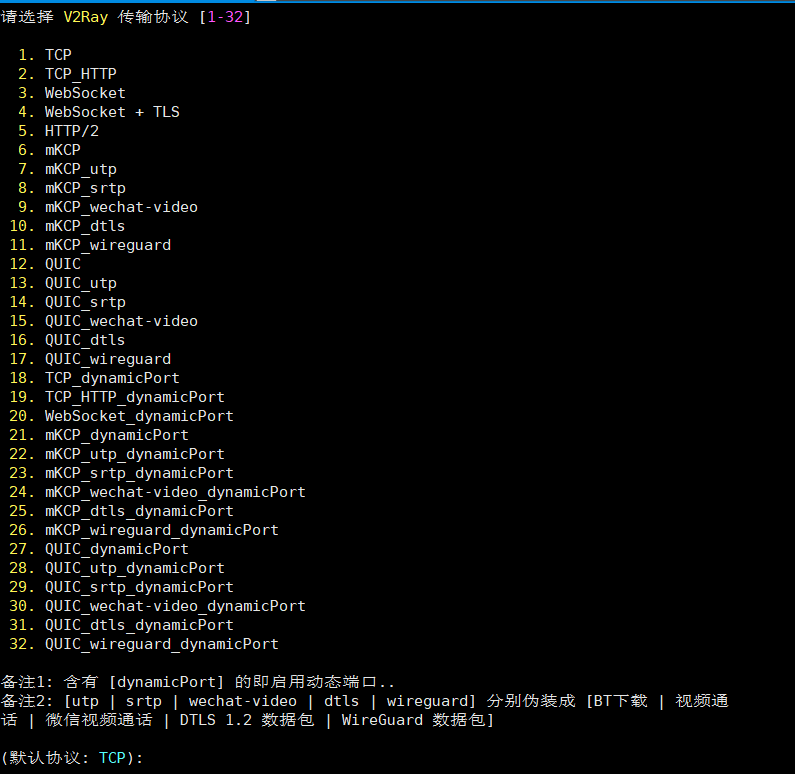 请选择 V2Ray 传输协议 [1-32]
1. TCP
2. TCP_HTTP
3. WebSocket
4. WebSocket + TLS
5. HTTP/2
6. mKCP
7. mKCP_utp
8. mKCP_srtp
9. mKCP_wechat-video
10. mKCP_dtls
11. mKCP_wireguard
12. QUIC
13. QUIC_utp
14. QUIC_srtp
15. QUIC_wechat-video
16. QUIC_dtls
17. QUIC_wireguard
18. TCP_dynamicPort
19. TCP_HTTP_dynamicPort
20. WebSocket_dynamicPort
21. mKCP_dynamicPort
22. mKCP_utp_dynamicPort
23. mKCP_srtp_dynamicPort
24. mKCP_wechat-video_dynamicPort
25. mKCP_dtls_dynamicPort
26. mKCP_wireguard_dynamicPort
27. QUIC_dynamicPort
28. QUIC_utp_dynamicPort
29. QUIC_srtp_dynamicPort
30. QUIC_wechat-video_dynamicPort
31. QUIC_dtls_dynamicPort
32. QUIC_wireguard_dynamicPort
备注1: 含有 [dynamicPort] 的即启用动态端口..
备注2: [utp | srtp | wechat-video | dtls | wireguard] 分别伪装成 [BT下载 | 视频通
话 | 微信视频通话 | DTLS 1.2 数据包 | WireGuard 数据包]
(默认协议: TCP):